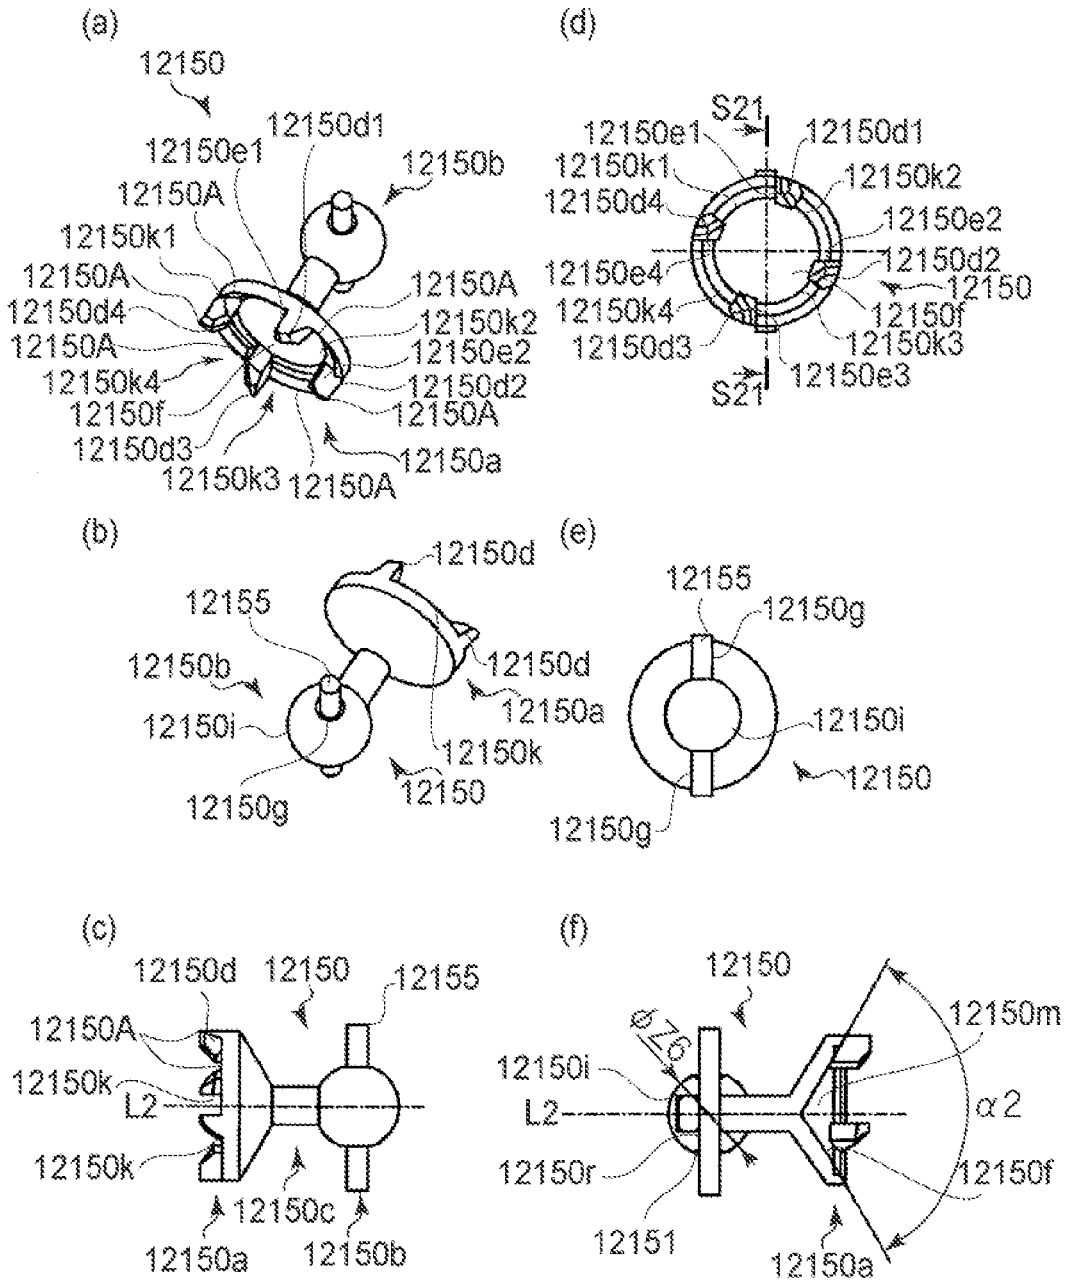 (a)
12150
12150d1
12150e1
12150b
12150A
12150k1
12150A
12150d4
12150A
12150k4
12150f
12150d3
12150k3
12150A
12150A
12150k2
12150e2
12150d2
12150A
12150a
(d)
S21
12150e1
12150d1
12150k1
12150k2
12150d4
12150e2
12150e4
12150d2
12150k4
12150
12150f
12150d3
12150k3
S21
12150e3
(b)
12150d
12155
12150b
12150d
12150i
12150a
12150k
12150g
12150
(e)
12155
12150g
12150i
12150
12150g
(c)
12150d
12150
12155
12150A
12150k
L2
12150k
12150c
12150a
12150b
(f)
12150
12150m
φZ6
12150i
L2
α2
12150r
12150f
12151
12150a